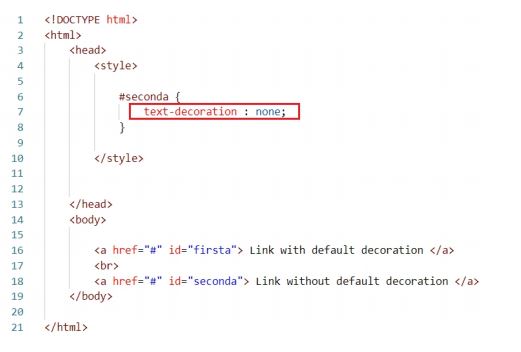 1 <!DOCTYPE html>
2 <html>
3 <head>
4 <style>
5
6 #seconda {
7 text-decoration : none;
8 }
9
10 </style>
11
12
13 </head>
14 <body>
15
16 <a href="#" id="firsta"> Link with default decoration </a>
17 <br>
18 <a href="#" id="seconda"> Link without default decoration </a>
19 </body>
20
21 </html>